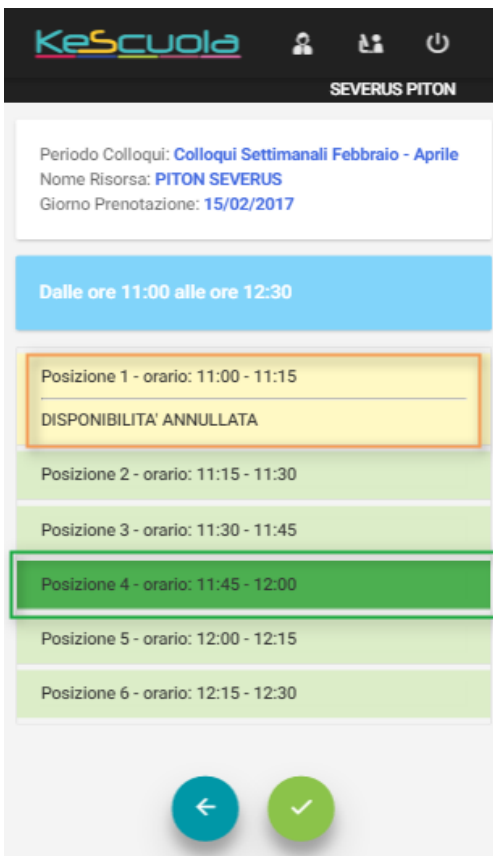 KeScuola
SEVERUS PITON
Periodo Colloqui: Colloqui Settimanali Febbraio - Aprile
Nome Risorsa: PITON SEVERUS
Giorno Prenotazione: 15/02/2017
Dalle ore 11:00 alle ore 12:30
Posizione 1 - orario: 11:00 - 11:15
DISPONIBILITA' ANNULLATA
Posizione 2 - orario: 11:15 - 11:30
Posizione 3 - orario: 11:30 - 11:45
Posizione 4 - orario: 11:45 - 12:00
Posizione 5 - orario: 12:00 - 12:15
Posizione 6 - orario: 12:15 - 12:30